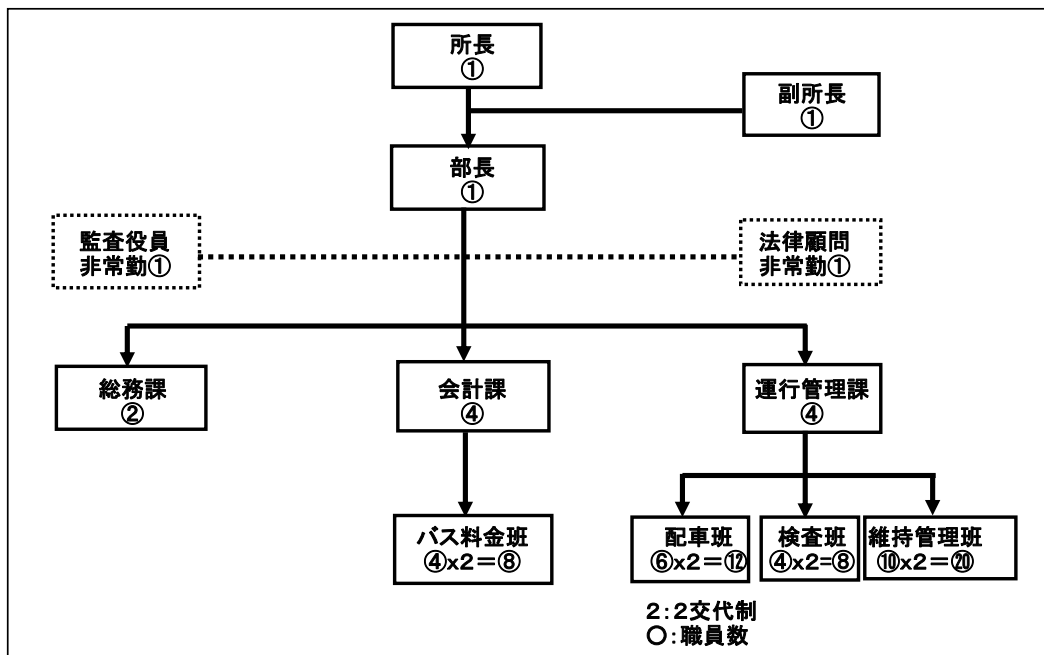 所長
①
副所長
①
部長
①
監査役員
非常勤①
法律顧問
非常勤①
総務課
②
会計課
④
運行管理課
④
バス料金班
④x2=⑧
配車班
⑥x2=⑫
検査班
④x2=⑧
維持管理班
⑩x2=⑳
2:2交代制
○:職員数